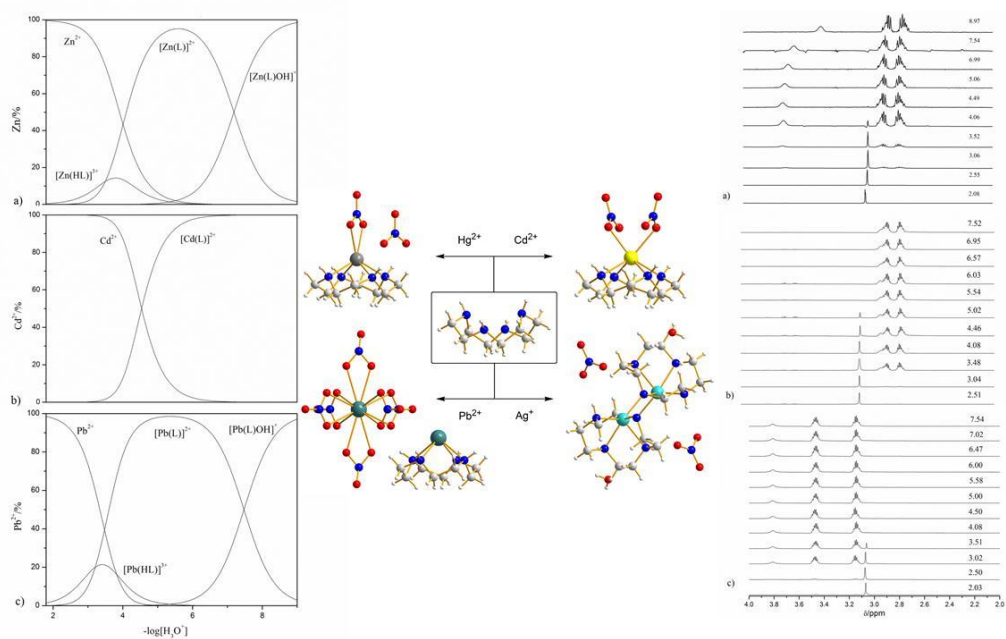 100
Zn²⁺
[Zn(L)]²⁺
80
[Zn(L)OH]⁺
60
Zn/%
40
20
[Zn(HL)]³⁺
a)
0
100
Cd²⁺
[Cd(L)]²⁺
80
60
Cd²⁺/%
40
20
b)
0
100
Pb²⁺
[Pb(L)]²⁺
[Pb(L)OH]⁺
80
60
Pb²⁺/%
40
20
[Pb(HL)]³⁺
c)
0
2
4
6
8
-log[H₃O⁺]
Hg²⁺
Cd²⁺
Pb²⁺
Ag⁺
8.97
7.54
6.99
5.06
4.49
4.06
3.52
3.06
2.55
a)
7.52
6.95
6.57
6.03
5.54
5.02
4.46
4.08
3.48
3.04
b)
2.51
7.54
7.02
6.47
6.00
5.58
5.00
4.50
4.08
3.51
3.02
2.50
c)
2.03
4.0 3.8 3.6 3.4 3.2 3.0 2.8 2.6 2.4 2.2 2.0
δ/ppm